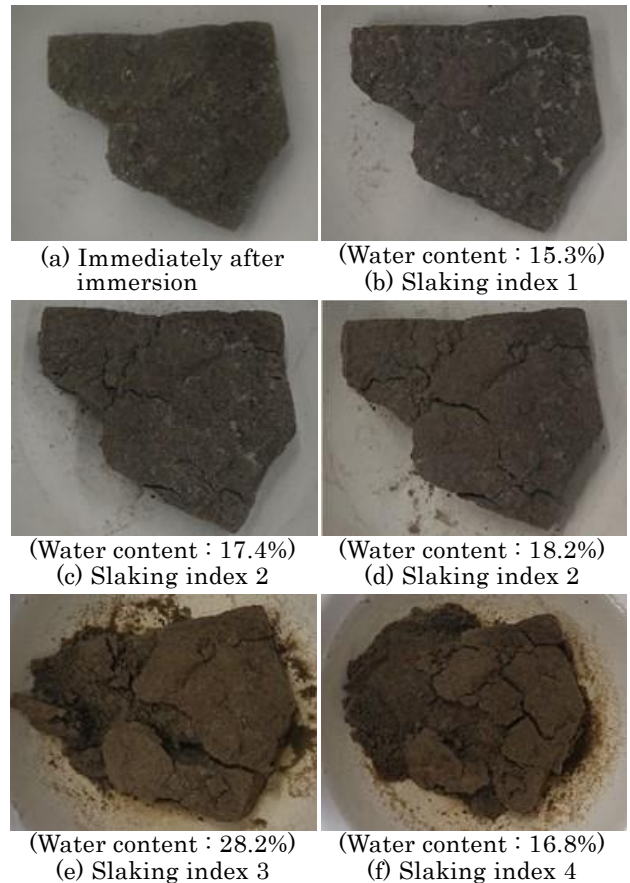 (a) Immediately after
immersion
(Water content : 15.3%)
(b) Slaking index 1
(Water content : 17.4%)
(c) Slaking index 2
(Water content : 18.2%)
(d) Slaking index 2
(Water content : 28.2%)
(e) Slaking index 3
(Water content : 16.8%)
(f) Slaking index 4